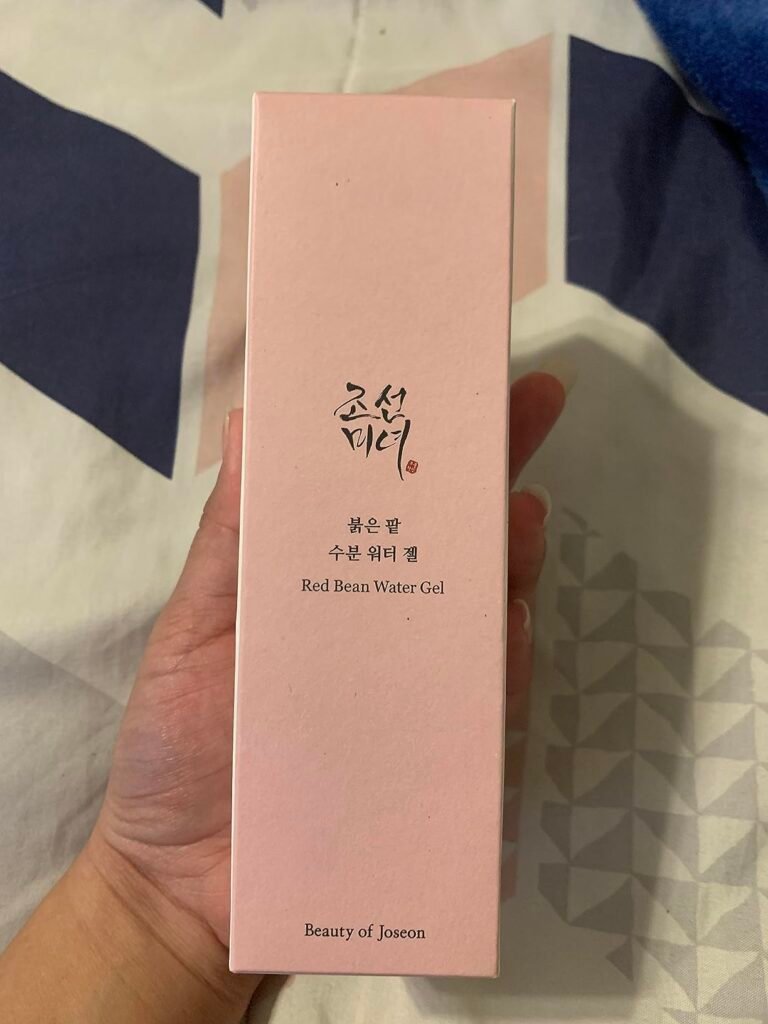 조선
미녀
붉은 팥
수분 워터 젤
Red Bean Water Gel
Beauty of Joseon